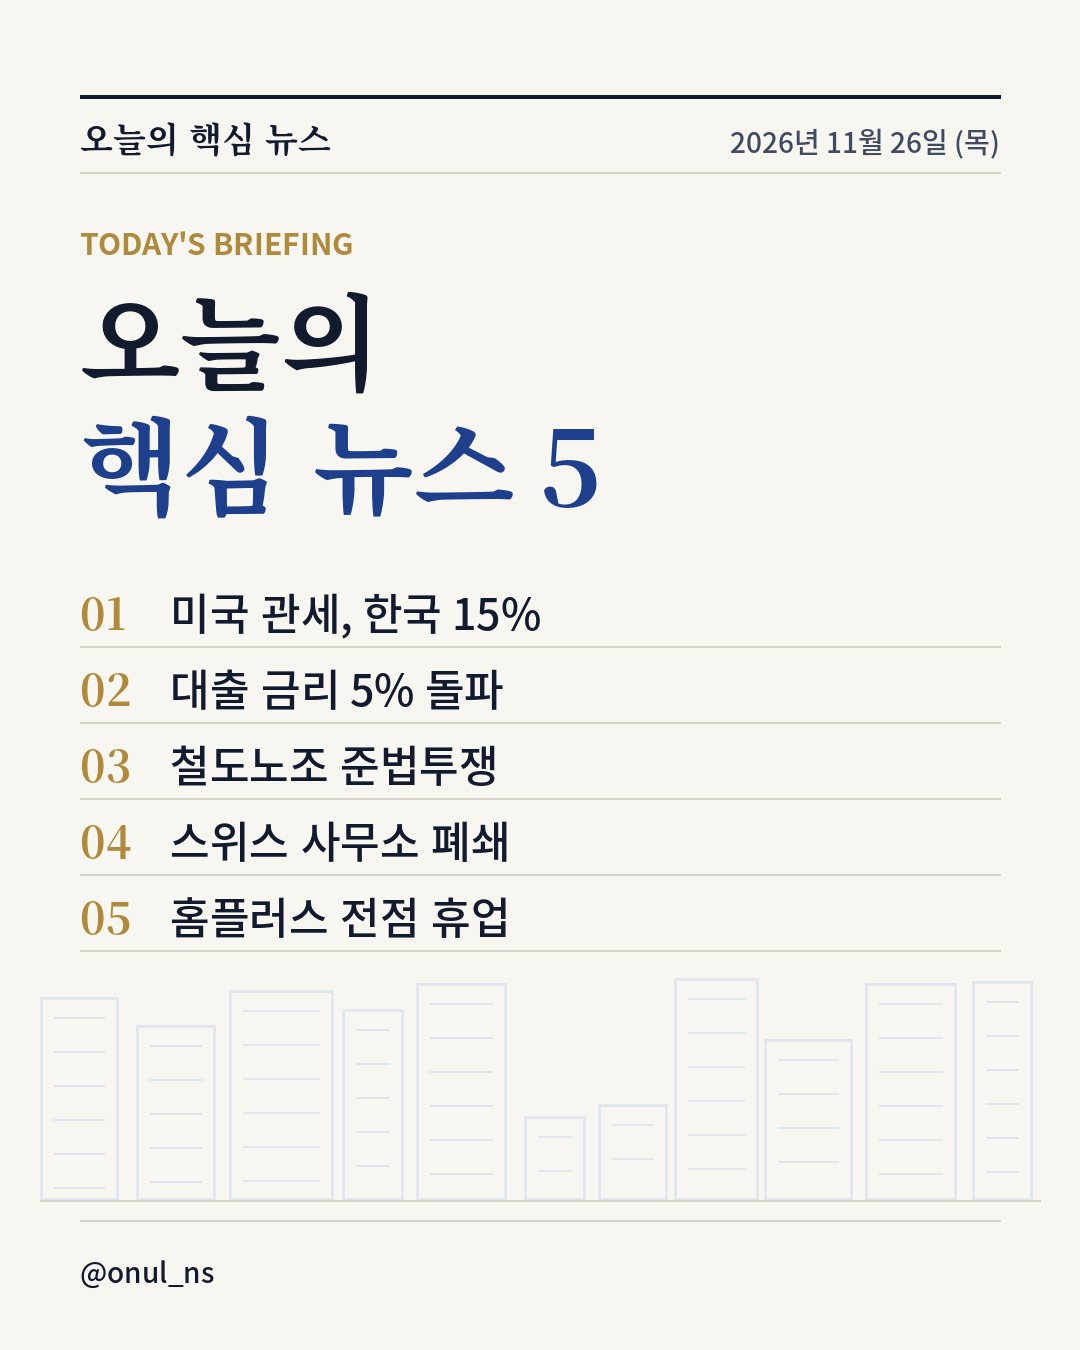 오늘의 핵심 뉴스
2026년 11월 26일 (목)
TODAY'S BRIEFING
오늘의
핵심 뉴스 5
01 미국 관세, 한국 15%
02 대출 금리 5% 돌파
03 철도노조 준법투쟁
04 스위스 사무소 폐쇄
05 홈플러스 전점 휴업
@onul_ns